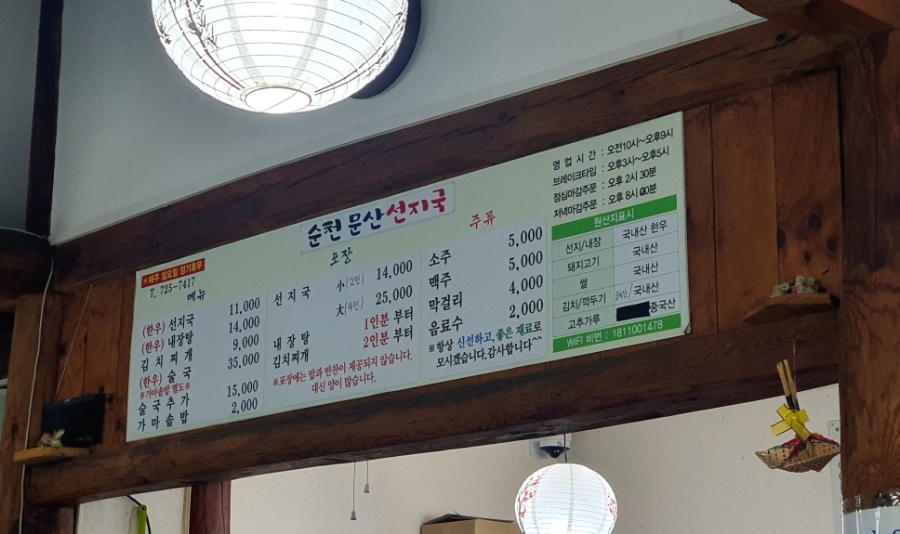 순천 문산 선지국
※ 매주 일요일 정기휴무
T. 725-7417
메뉴
(한우) 선지국 11,000
(한우) 내장탕 14,000
김치찌개 9,000
(한우) 술국 35,000
※가마솥밥 별도※
술국추가 15,000
가마솥밥 2,000
포장
선지국 小(2인) 14,000
大(4인) 25,000
내장탕 1인분 부터
김치찌개 2인분 부터
※포장에는 밥과 반찬이 제공되지 않습니다.
대신 양이 많습니다.
주류
소주 5,000
맥주 5,000
막걸리 4,000
음료수 2,000
※항상 신선하고, 좋은 재료로
모시겠습니다.감사합니다^^
영업시간 : 오전10시~오후9시
브레이크타임 : 오후3시~오후5시
점심마감주문 : 오후 2시 30분
저녁마감주문 : 오후 8시 00분
원산지표시
선지/내장 국내산 한우
돼지고기 국내산
쌀 국내산
김치/깍두기 국내산
고추가루 중국산
WIFI 비번 : 1811001478